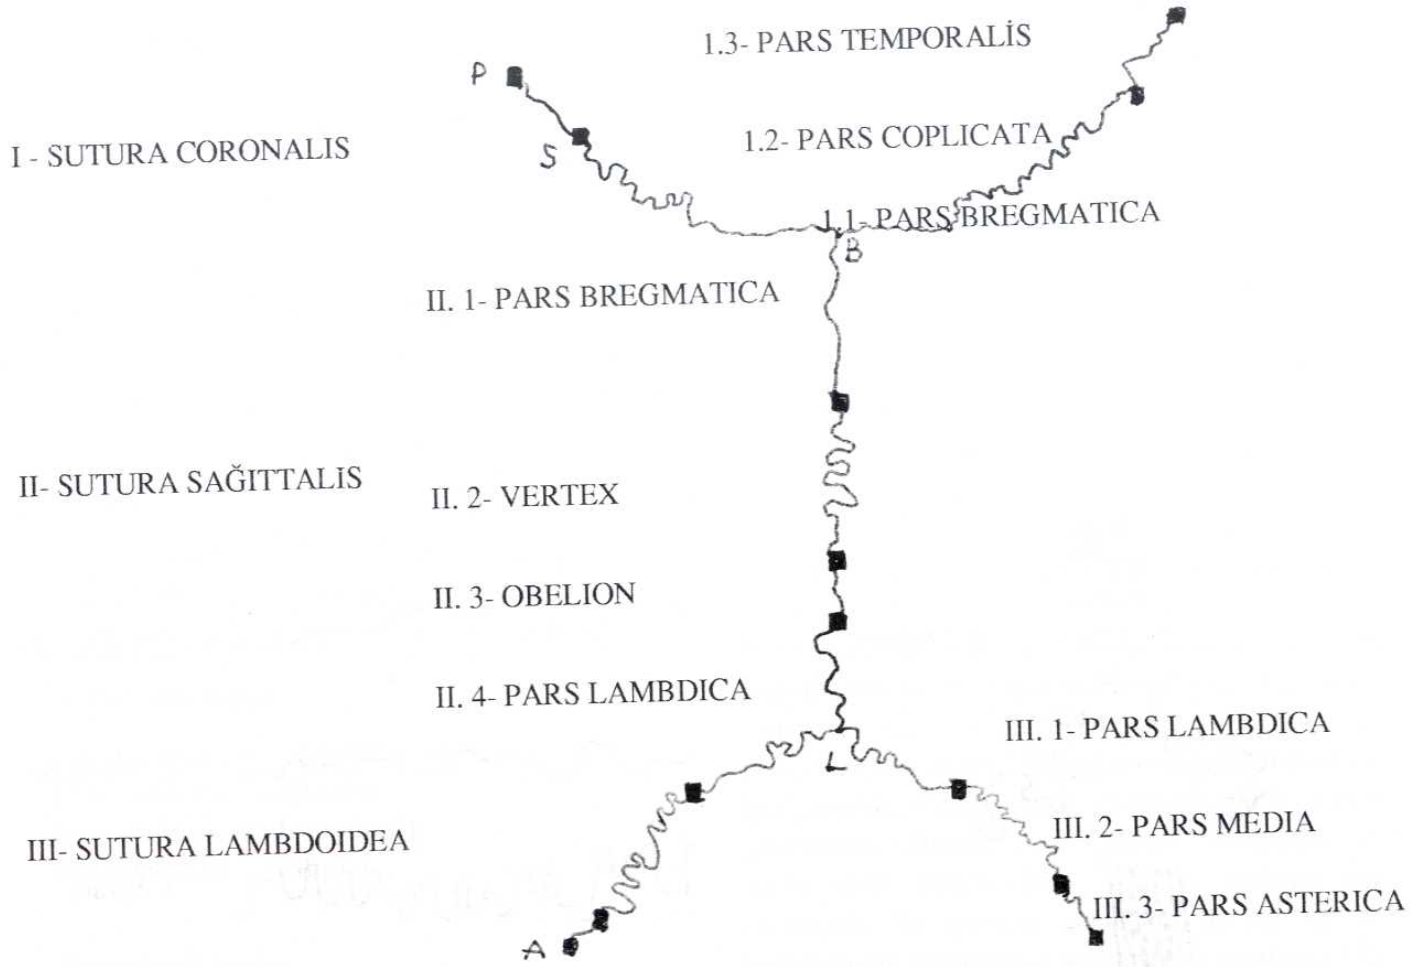 1.3- PARS TEMPORALİS
P
I - SUTURA CORONALIS
1.2- PARS COPLICATA
S
1.1- PARS BREGMATICA
B
II. 1- PARS BREGMATICA
II- SUTURA SAĞITTALIS
II. 2- VERTEX
II. 3- OBELION
II. 4- PARS LAMBDICA
III. 1- PARS LAMBDICA
L
III- SUTURA LAMBDOIDEA
III. 2- PARS MEDIA
III. 3- PARS ASTERICA
A